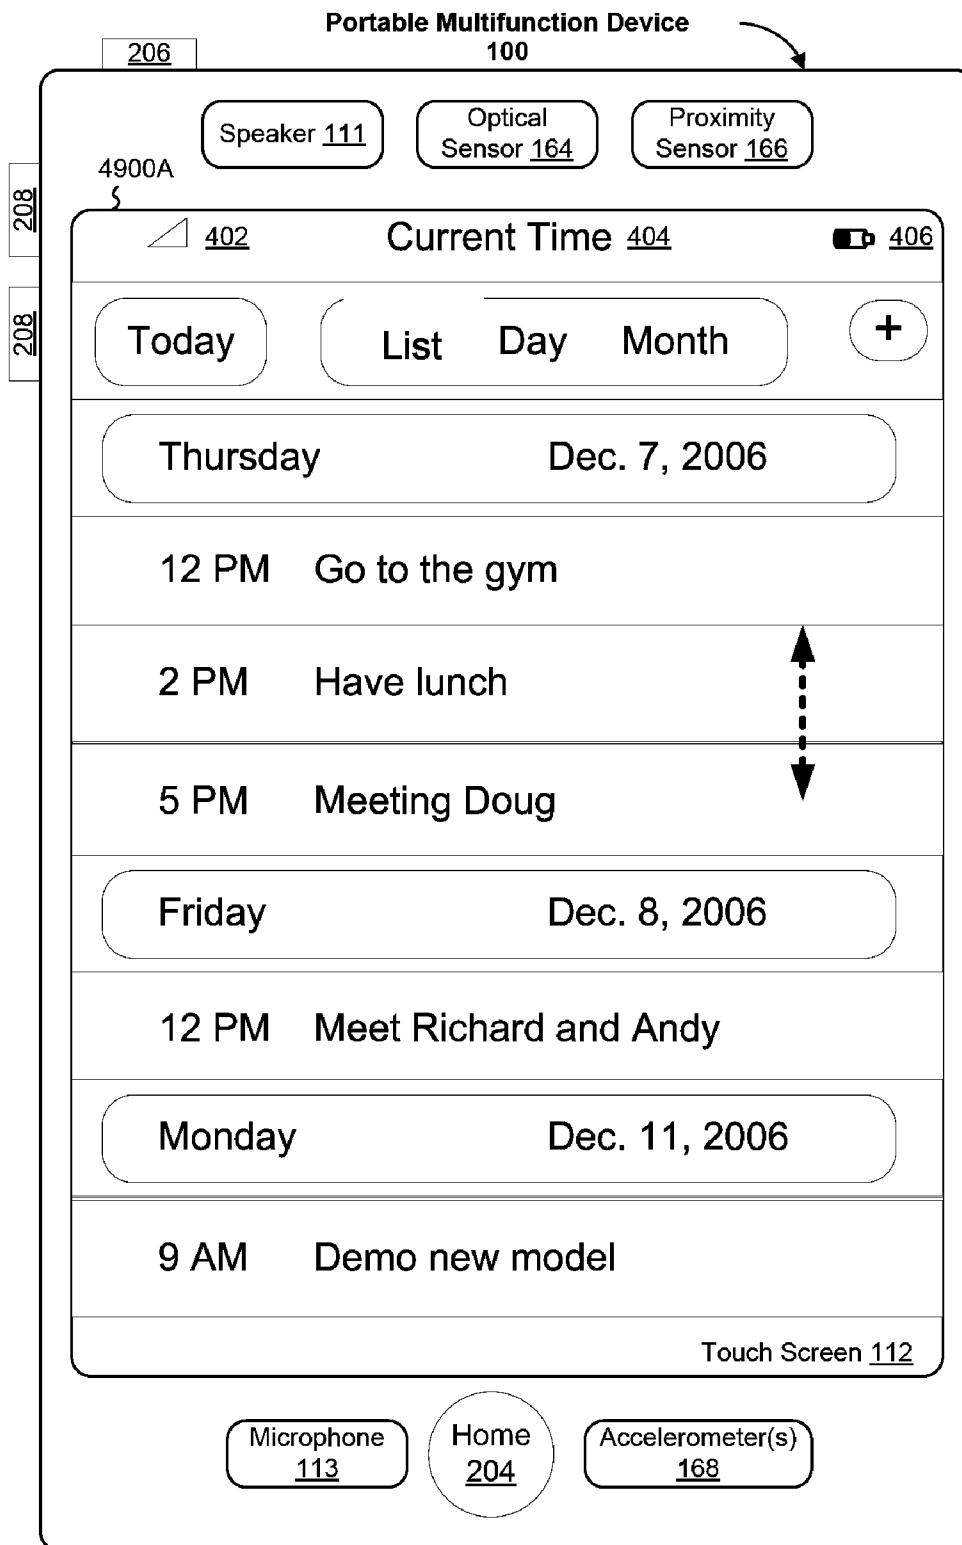 Portable Multifunction Device
100
206
Speaker 111
Optical
Sensor 164
Proximity
Sensor 166
4900A
208
208
402
Current Time 404
406
Today
List Day Month
+
Thursday Dec. 7, 2006
12 PM Go to the gym
2 PM Have lunch
5 PM Meeting Doug
Friday Dec. 8, 2006
12 PM Meet Richard and Andy
Monday Dec. 11, 2006
9 AM Demo new model
Touch Screen 112
Microphone
113
Home
204
Accelerometer(s)
168